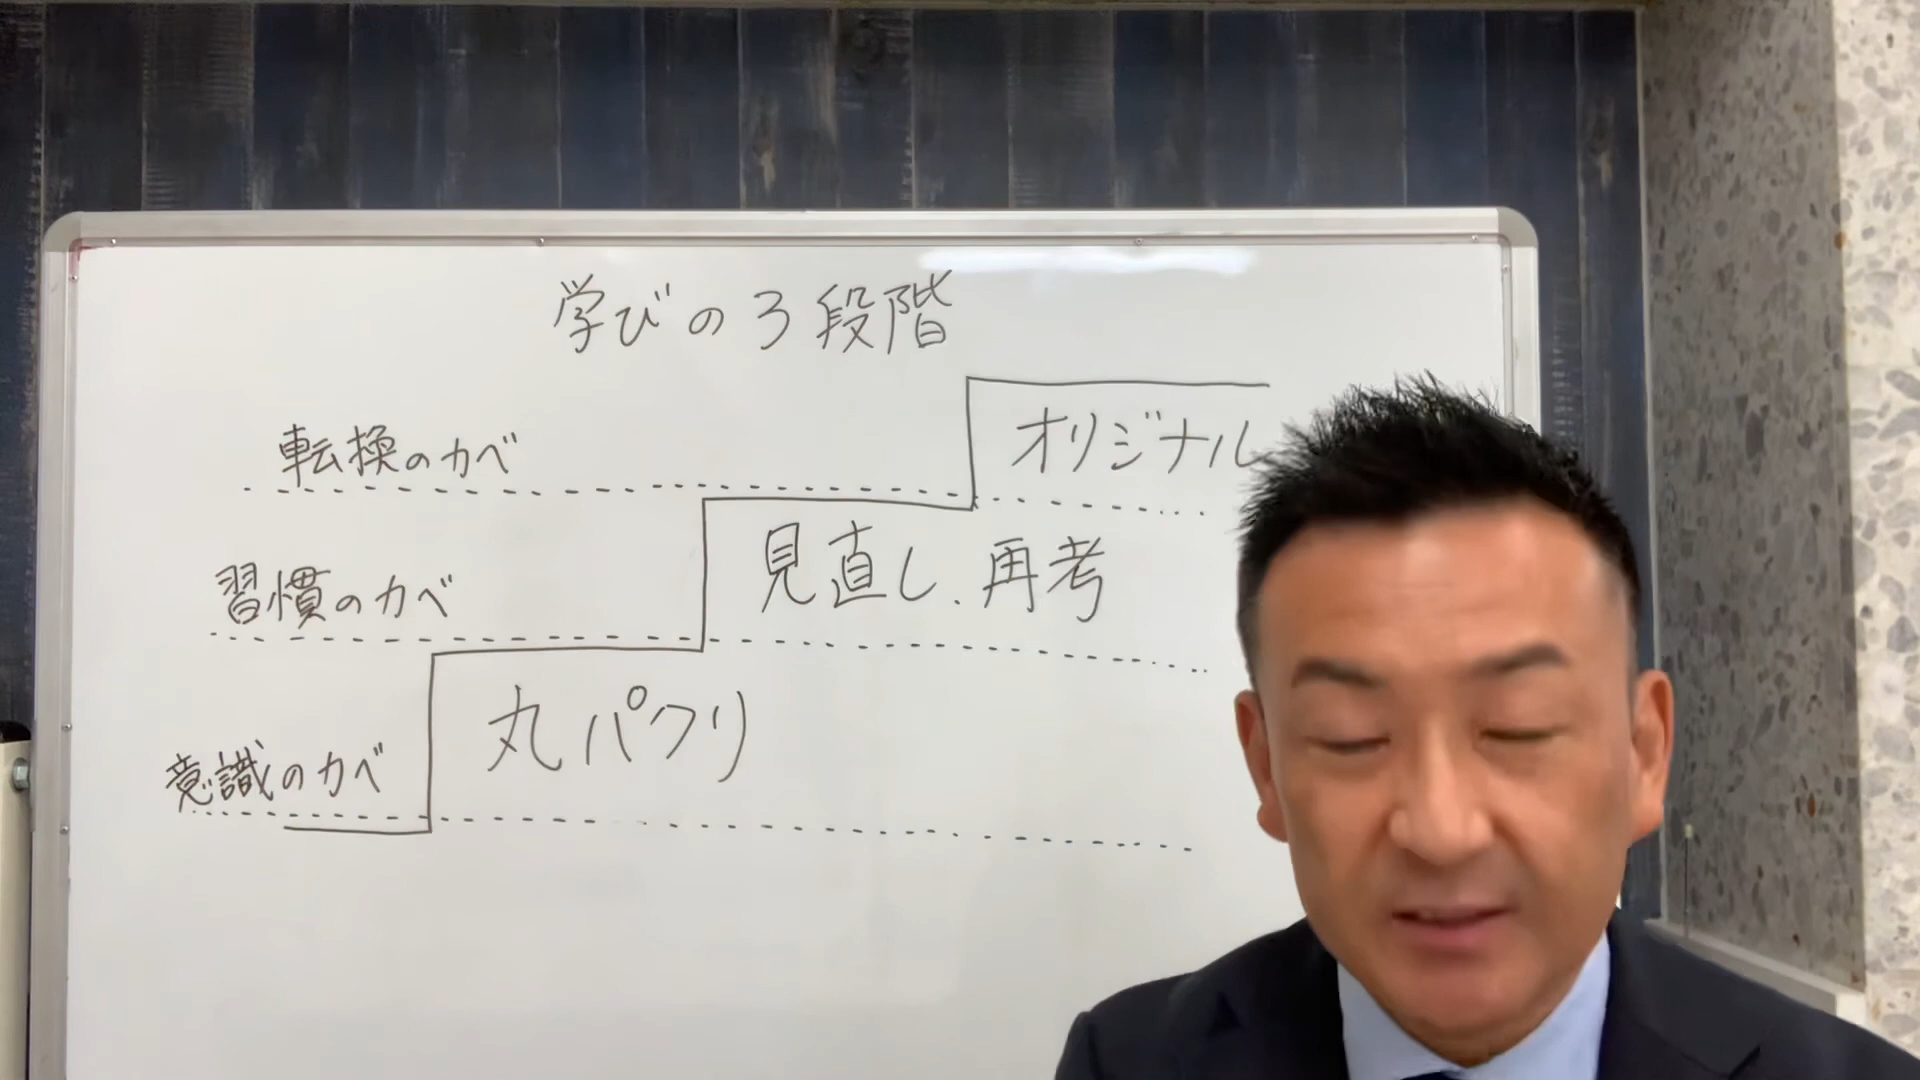 学びの3段階
オリジナル
転換のカベ
見直し、再考
習慣のカベ
丸パクリ
意識のカベ